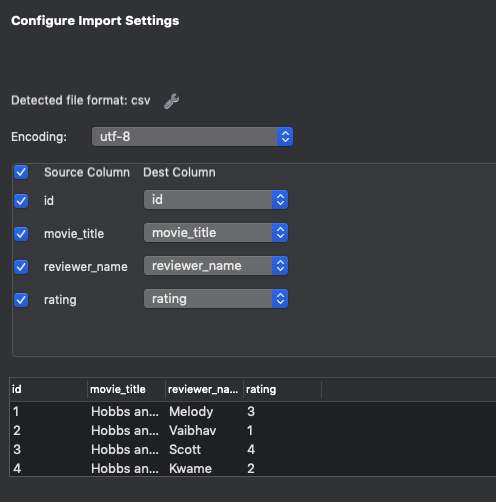 Configure Import Settings
Detected file format: csv
Encoding: utf-8
Source Column Dest Column
id id
movie_title movie_title
reviewer_name reviewer_name
rating rating
id movie_title reviewer_na... rating
1 Hobbs an... Melody 3
2 Hobbs an... Vaibhav 1
3 Hobbs an... Scott 4
4 Hobbs an... Kwame 2